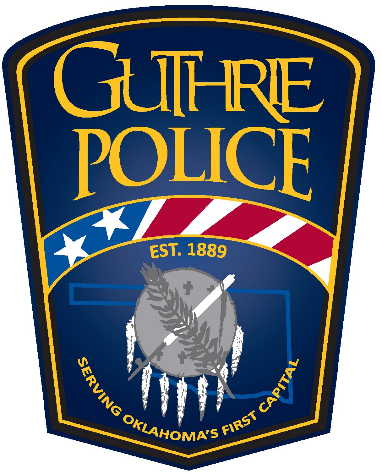 GUTHRIE
POLICE
EST. 1889
SERVING OKLAHOMA'S FIRST CAPITAL